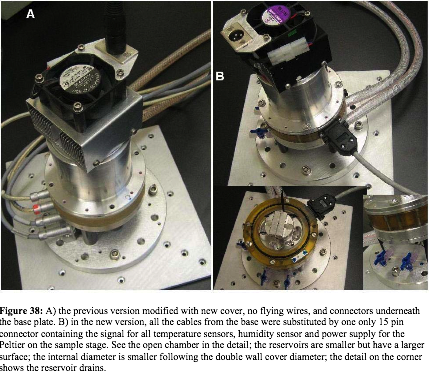 A
B
Figure 38: A) the previous version modified with new cover, no flying wires, and connectors underneath
the base plate. B) in the new version, all the cables from the base were substituted by one only 15 pin
connector containing the signal for all temperature sensors, humidity sensor and power supply for the
Peltier on the sample stage. See the open chamber in the detail; the reservoirs are smaller but have a larger
surface; the internal diameter is smaller following the double wall cover diameter; the detail on the corner
shows the reservoir drains.